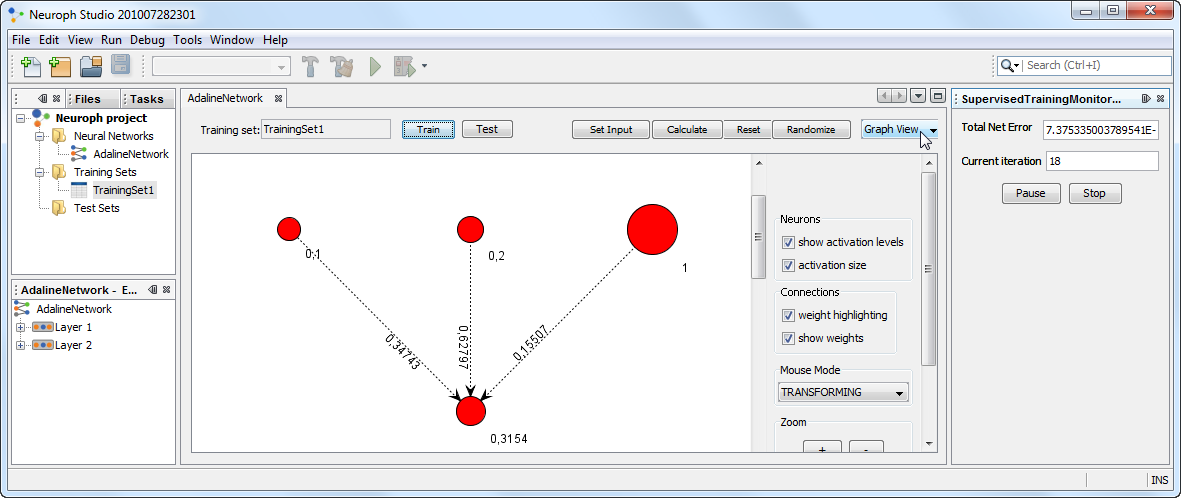 Neuroph Studio 201007282301
File Edit View Run Debug Tools Window Help
Search (Ctrl+I)
Files Tasks
Neuroph project
Neural Networks
AdalineNetwork
Training Sets
TrainingSet1
Test Sets
AdalineNetwork - E...
AdalineNetwork
Layer 1
Layer 2
AdalineNetwork
Training set: TrainingSet1 Train Test Set Input Calculate Reset Randomize Graph View
0,1
0,2
1
0,34743
0,62797
0,15507
0,3154
Neurons
show activation levels
activation size
Connections
weight highlighting
show weights
Mouse Mode
TRANSFORMING
Zoom
+ -
SupervisedTrainingMonitor...
Total Net Error 7.375335003789541E-
Current iteration 18
Pause Stop
INS